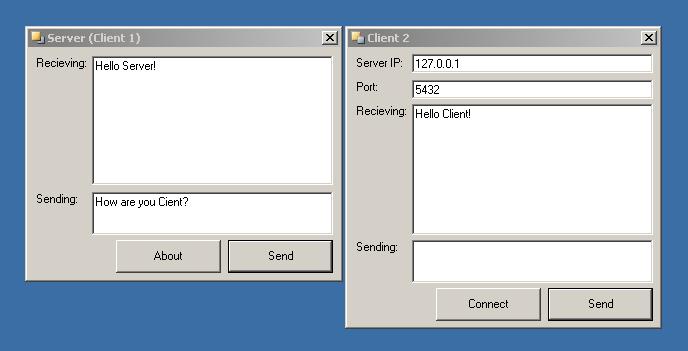 Server (Client 1)
Recieving:
Hello Server!
Sending:
How are you Cient?
About
Send
Client 2
Server IP:
127.0.0.1
Port:
5432
Recieving:
Hello Client!
Sending:
Connect
Send